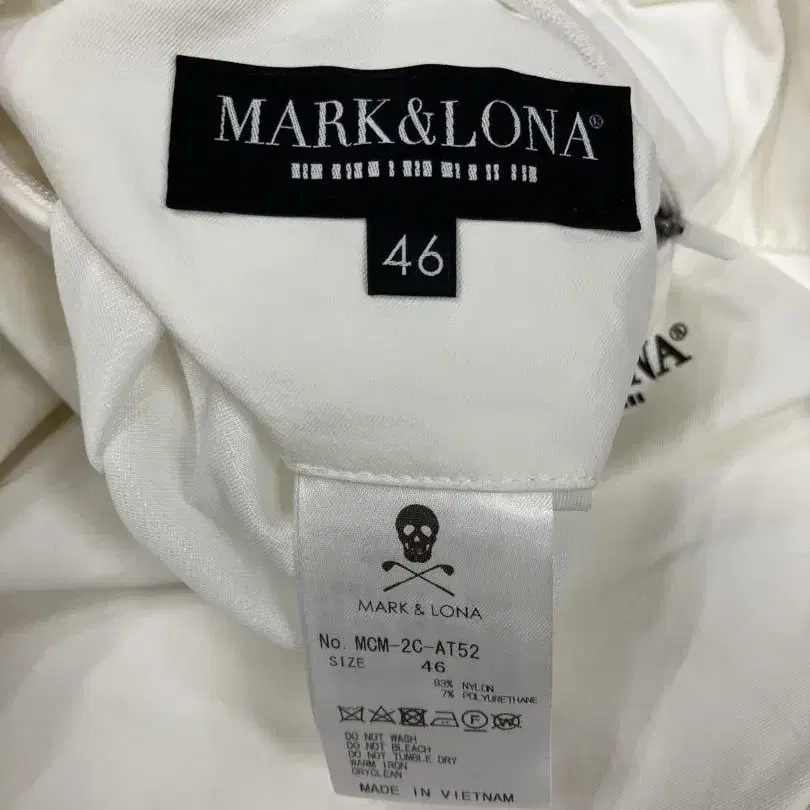 MARK&LONA®
46
NA®
MARK & LONA
No. MCM-2C-AT52
SIZE 46
93% NYLON
7% POLYURETHANE
F W
DO NOT WASH
DO NOT BLEACH
DO NOT TUMBLE DRY
WARM IRON
DRYCLEAN
MADE IN VIETNAM